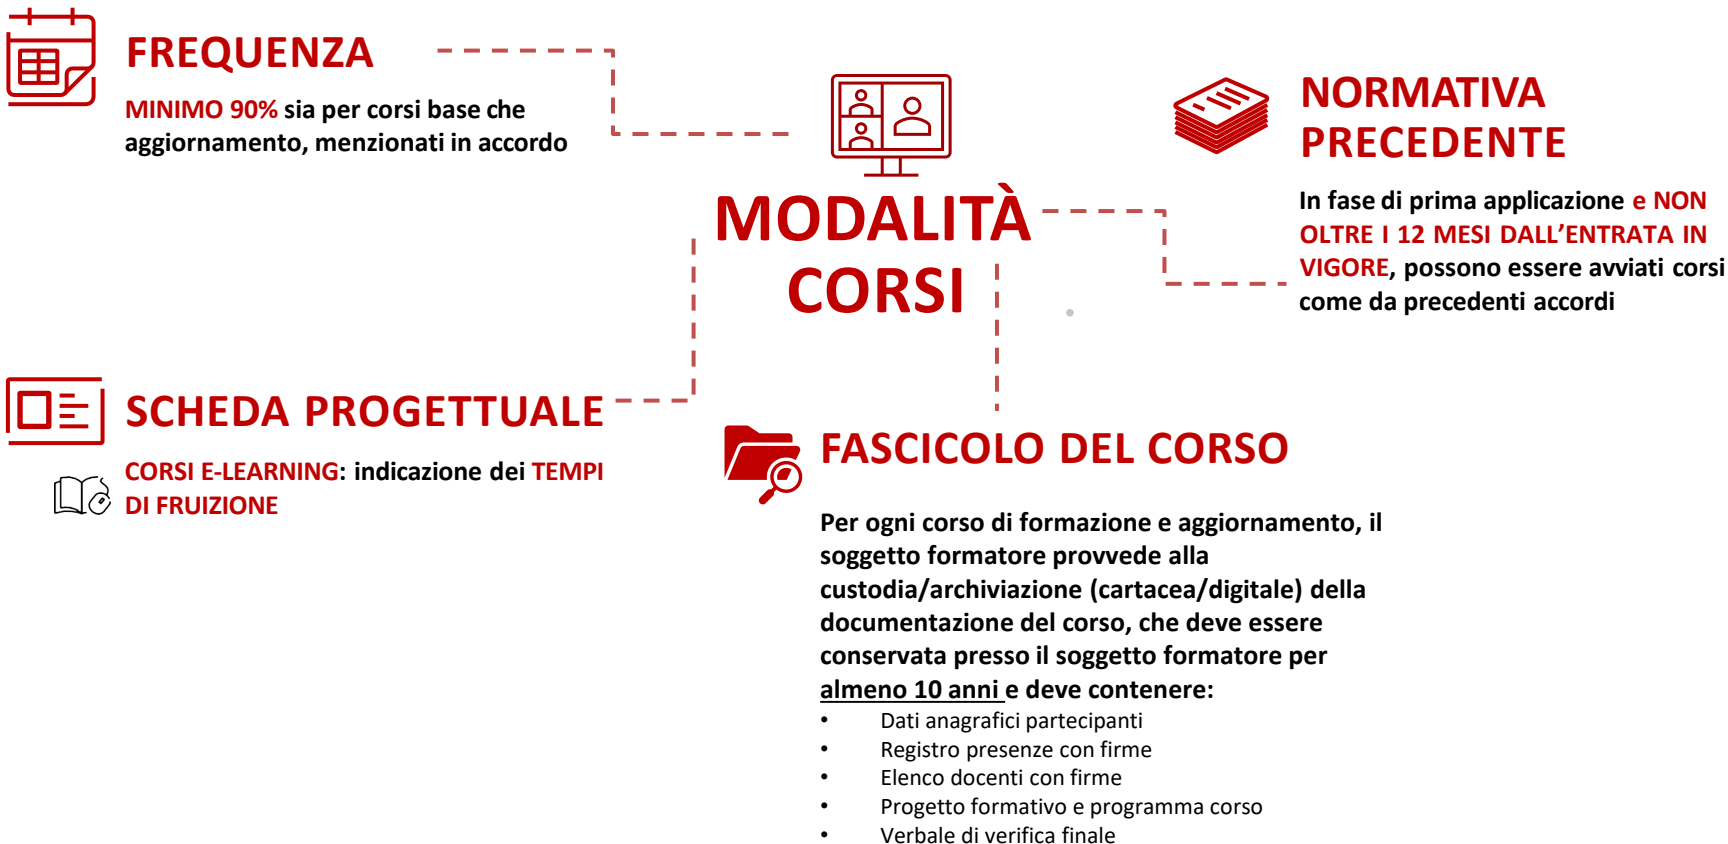 FREQUENZA
MINIMO 90% sia per corsi base che
aggiornamento, menzionati in accordo
MODALITÀ
CORSI
NORMATIVA
PRECEDENTE
In fase di prima applicazione e NON
OLTRE I 12 MESI DALL’ENTRATA IN
VIGORE, possono essere avviati corsi
come da precedenti accordi
SCHEDA PROGETTUALE
CORSI E-LEARNING: indicazione dei TEMPI
DI FRUIZIONE
FASCICOLO DEL CORSO
Per ogni corso di formazione e aggiornamento, il
soggetto formatore provvede alla
custodia/archiviazione (cartacea/digitale) della
documentazione del corso, che deve essere
conservata presso il soggetto formatore per
almeno 10 anni e deve contenere:
• Dati anagrafici partecipanti
• Registro presenze con firme
• Elenco docenti con firme
• Progetto formativo e programma corso
• Verbale di verifica finale